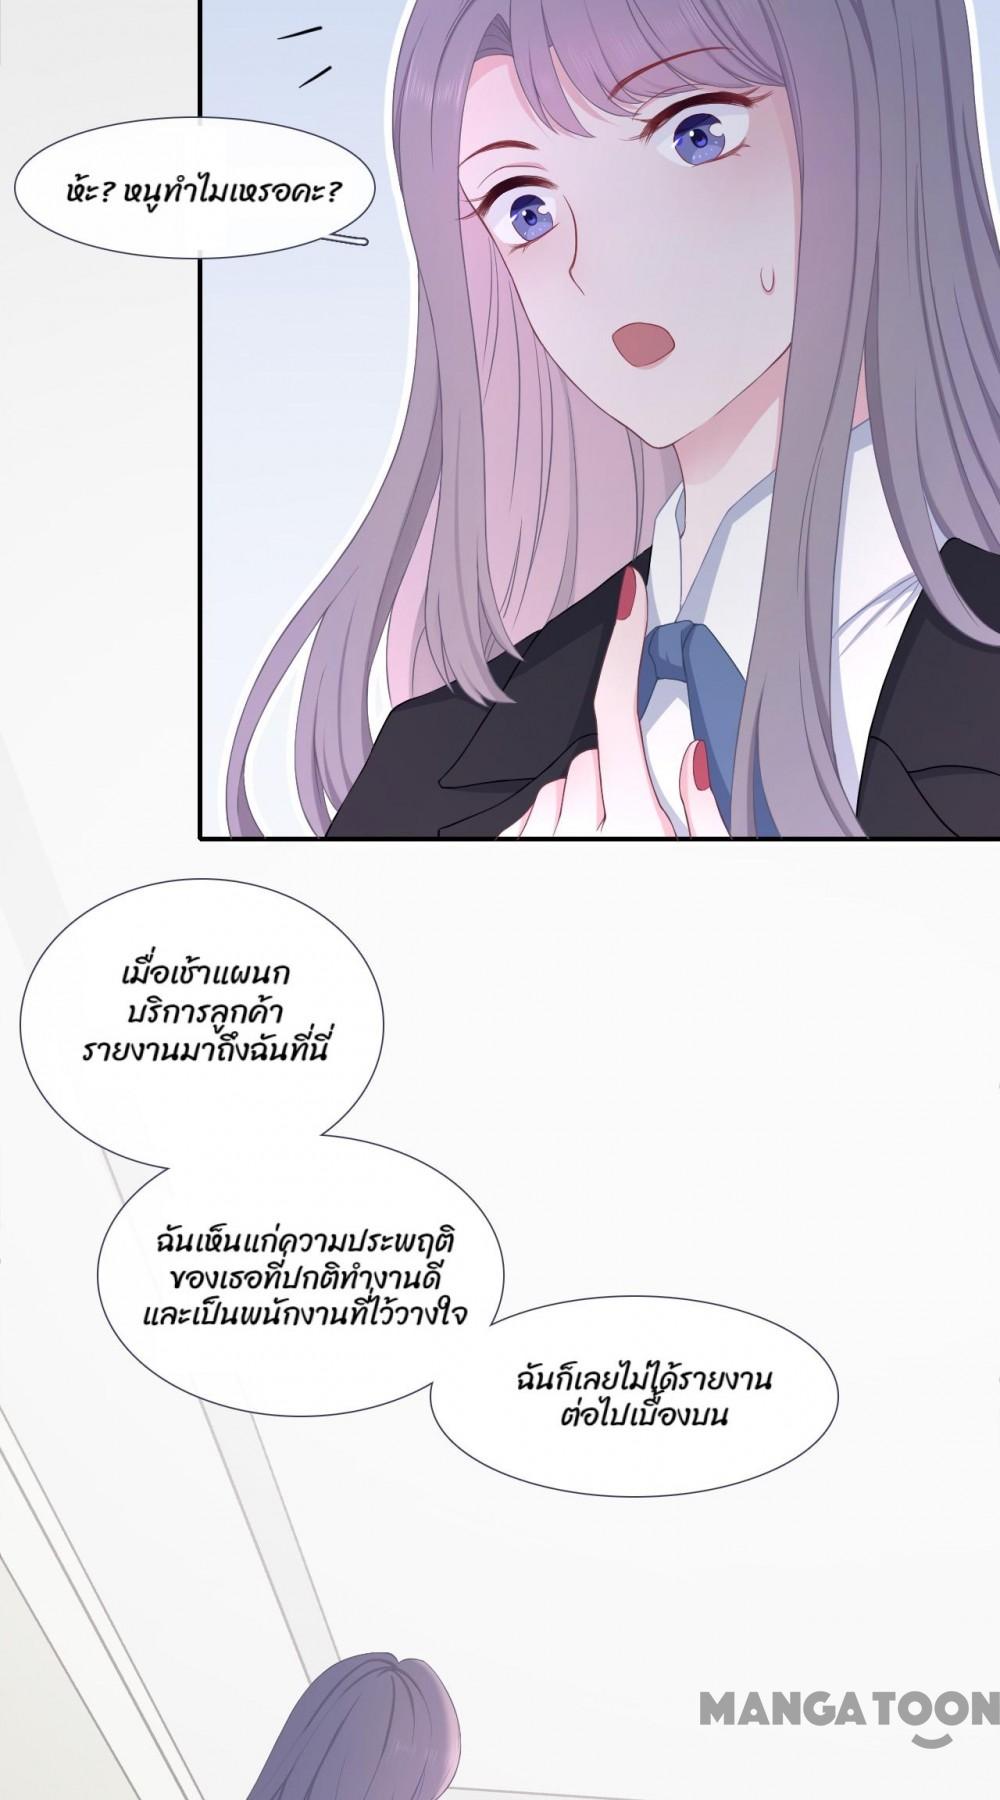 ห้ะ? หนูทำไมเหรอคะ?
เมื่อเช้าแผนก
บริการลูกค้า
รายงานมาถึงฉันที่นี่
ฉันเห็นแก่ความประพฤติ
ของเธอที่ปกติทำงานดี
และเป็นพนักงานที่ไว้วางใจ
ฉันก็เลยไม่ได้รายงาน
ต่อไปเบื้องบน
MANGATOON